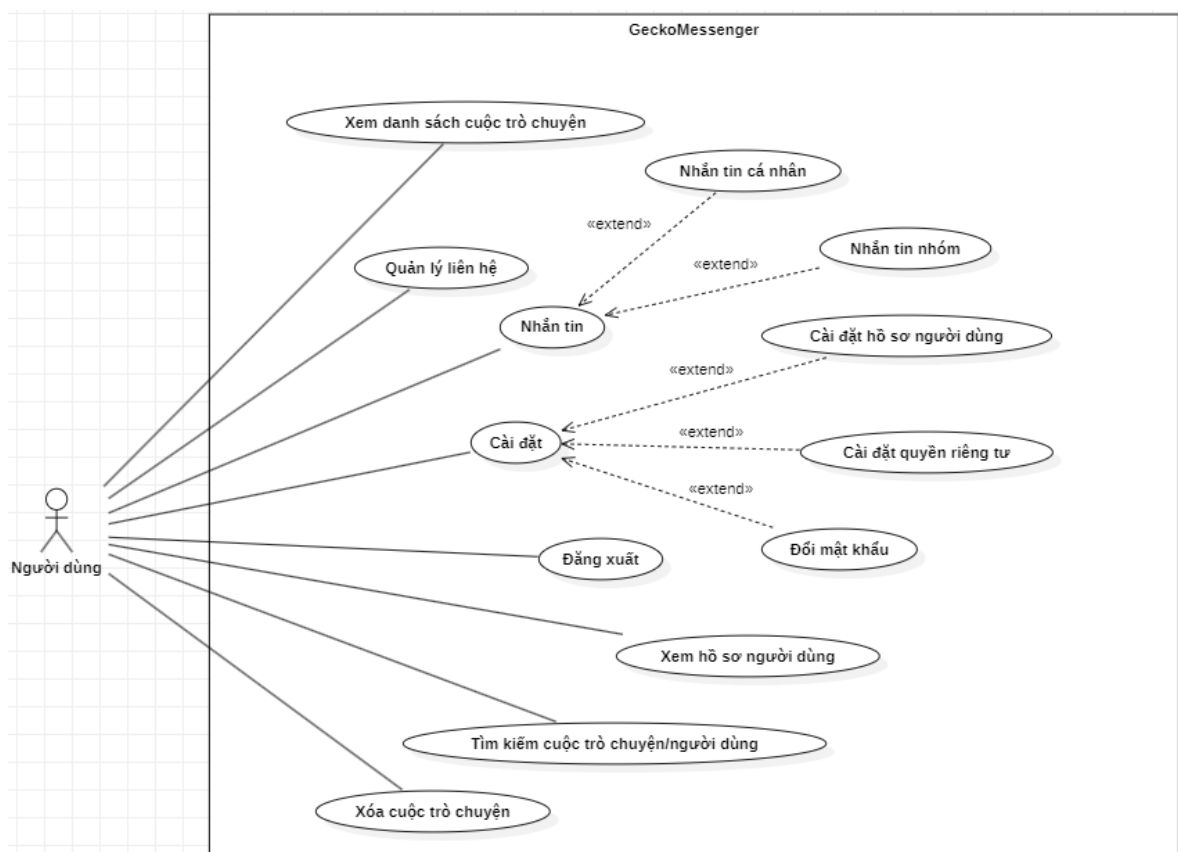 GeckoMessenger
Xem danh sách cuộc trò chuyện
Nhắn tin cá nhân
«extend»
Nhắn tin nhóm
«extend»
Quản lý liên hệ
Nhắn tin
Cài đặt hồ sơ người dùng
«extend»
Cài đặt
«extend»
Cài đặt quyền riêng tư
«extend»
Đổi mật khẩu
Đăng xuất
Người dùng
Xem hồ sơ người dùng
Tìm kiếm cuộc trò chuyện/người dùng
Xóa cuộc trò chuyện